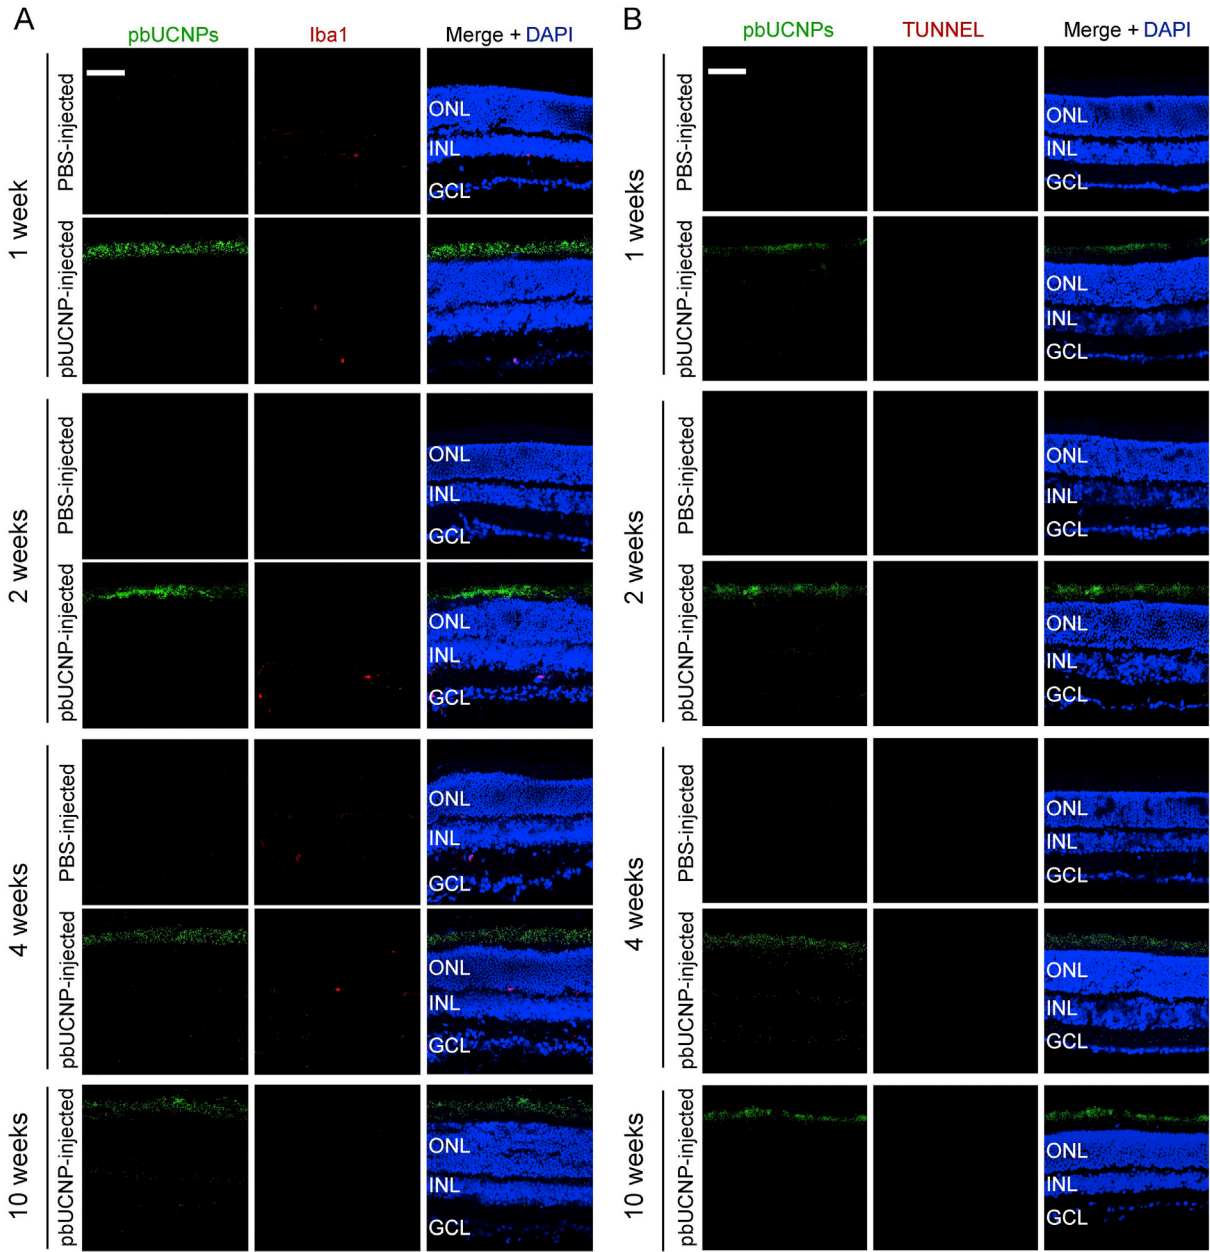 A
pbUCNPs Iba1 Merge + DAPI
1 week
PBS-injected
ONL
INL
GCL
pbUCNP-injected
2 weeks
PBS-injected
ONL
INL
GCL
pbUCNP-injected
ONL
INL
GCL
4 weeks
PBS-injected
ONL
INL
GCL
pbUCNP-injected
ONL
INL
GCL
10 weeks
pbUCNP-injected
ONL
INL
GCL
B
pbUCNPs TUNNEL Merge + DAPI
1 weeks
PBS-injected
ONL
INL
GCL
pbUCNP-injected
ONL
INL
GCL
2 weeks
PBS-injected
ONL
INL
GCL
pbUCNP-injected
ONL
INL
GCL
4 weeks
PBS-injected
ONL
INL
GCL
pbUCNP-injected
ONL
INL
GCL
10 weeks
pbUCNP-injected
ONL
INL
GCL